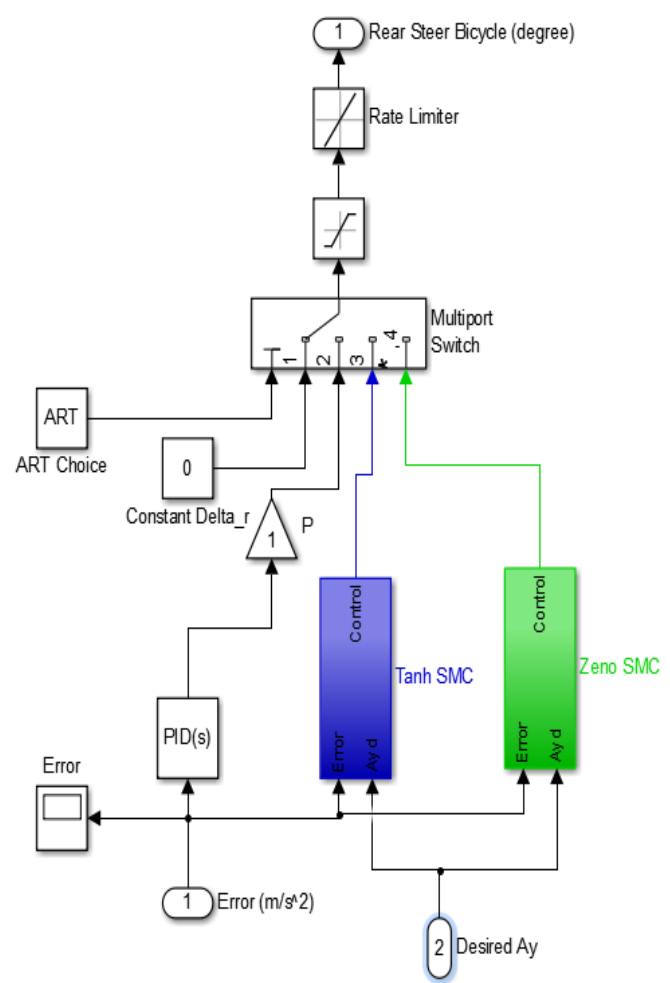 1
Rear Steer Bicycle (degree)
Rate Limiter
Multiport
Switch
1
2
3
*, 4
ART
ART Choice
0
Constant Delta_r
1
P
Control
Error
Ay d
Tanh SMC
Control
Error
Ay d
Zeno SMC
PID(s)
Error
1
Error (m/s^2)
2
Desired Ay